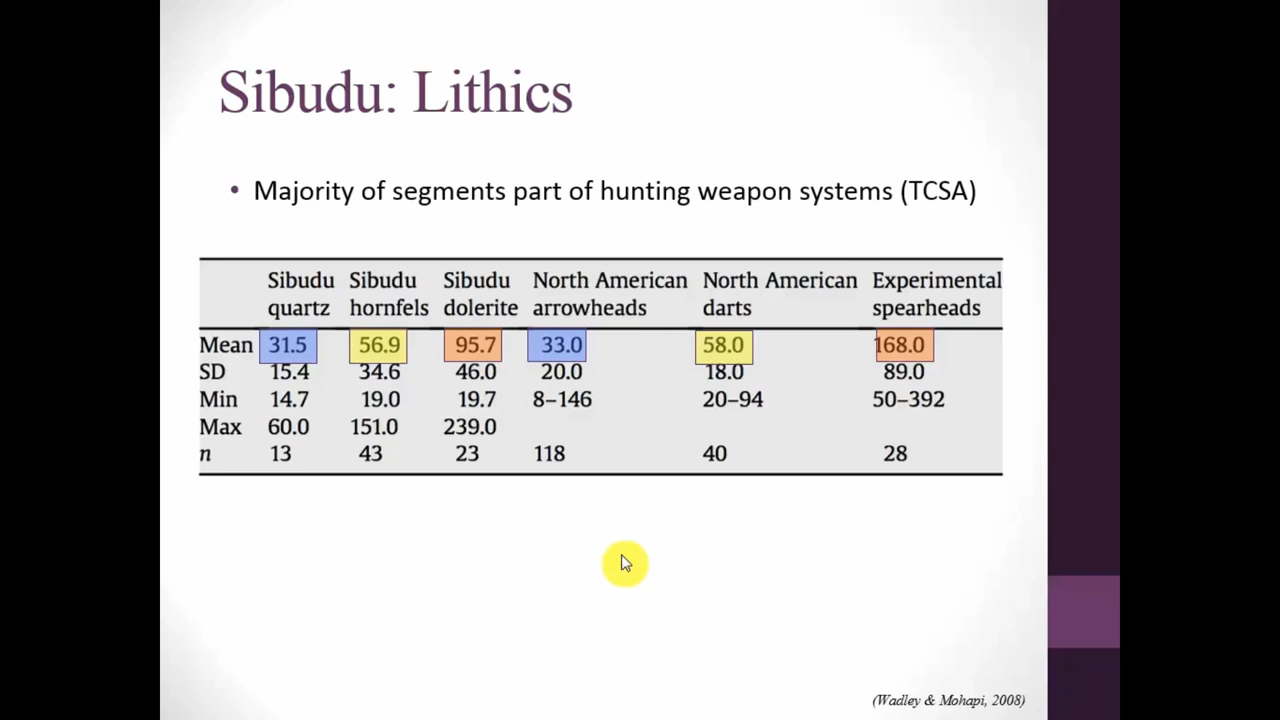 Sibudu: Lithics
• Majority of segments part of hunting weapon systems (TCSA)
Sibudu Sibudu Sibudu North American North American Experimental
quartz hornfels dolerite arrowheads darts spearheads
Mean 31.5 56.9 95.7 33.0 58.0 168.0
SD 15.4 34.6 46.0 20.0 18.0 89.0
Min 14.7 19.0 19.7 8–146 20–94 50–392
Max 60.0 151.0 239.0
n 13 43 23 118 40 28
(Wadley & Mohapi, 2008)